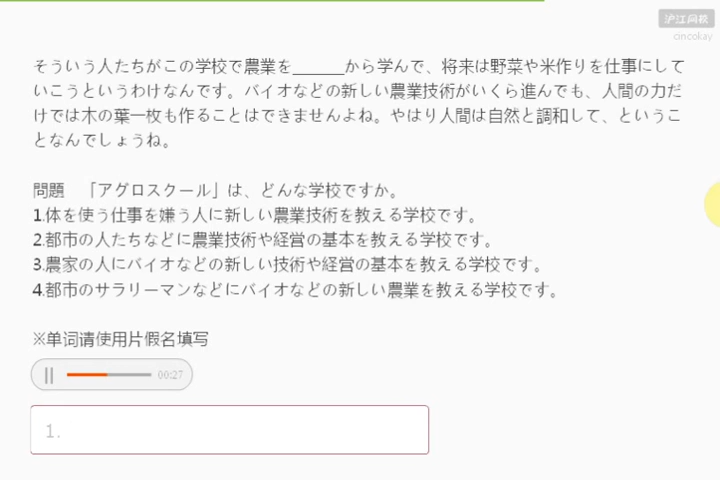 沪江网校
cincokay
そういう人たちがこの学校で農業を______から学んで、将来は野菜や米作りを仕事にして
いこうというわけなんです。バイオなどの新しい農業技術がいくら進んでも、人間の力だ
けでは木の葉一枚も作ることはできませんよね。やはり人間は自然と調和して、というこ
となんでしょうね。
問題　「アグロスクール」は、どんな学校ですか。
1.体を使う仕事を嫌う人に新しい農業技術を教える学校です。
2.都市の人たちなどに農業技術や経営の基本を教える学校です。
3.農家の人にバイオなどの新しい技術や経営の基本を教える学校です。
4.都市のサラリーマンなどにバイオなどの新しい農業を教える学校です。
※单词请使用片假名填写
00:27
1.